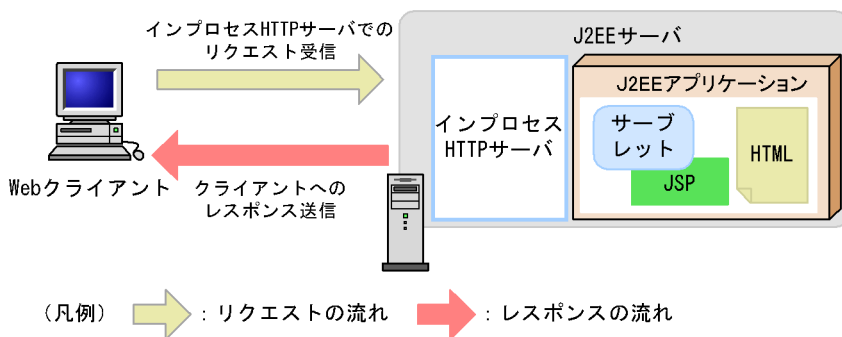 インプロセスHTTPサーバでの
リクエスト受信
J2EEサーバ
J2EEアプリケーション
インプロセス
HTTPサーバ
サーブ
レット
JSP
HTML
Webクライアント
クライアントへの
レスポンス送信
(凡例)
：リクエストの流れ
：レスポンスの流れ